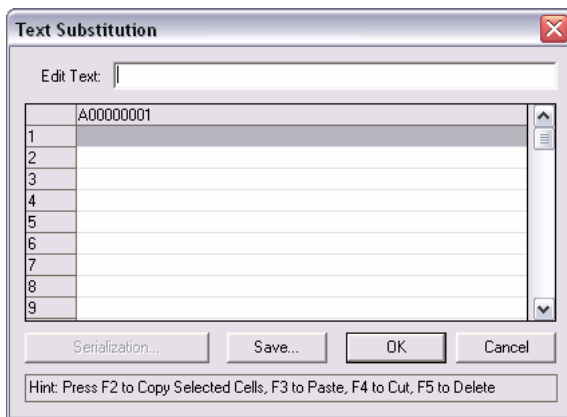 Text Substitution
Edit Text:
A00000001
1
2
3
4
5
6
7
8
9
Serialization... Save... OK Cancel
Hint: Press F2 to Copy Selected Cells, F3 to Paste, F4 to Cut, F5 to Delete